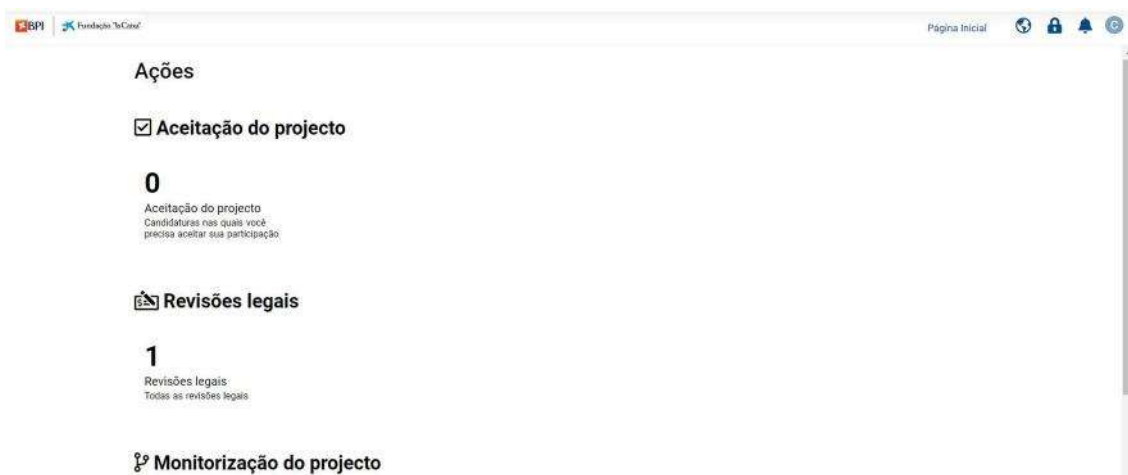 BPI
Fundação "la Caixa"
Página Inicial
C
Ações
Aceitação do projecto
0
Aceitação do projecto
Candidaturas nas quais você
precisa aceitar sua participação
Revisões legais
1
Revisões legais
Todas as revisões legais
Monitorização do projecto